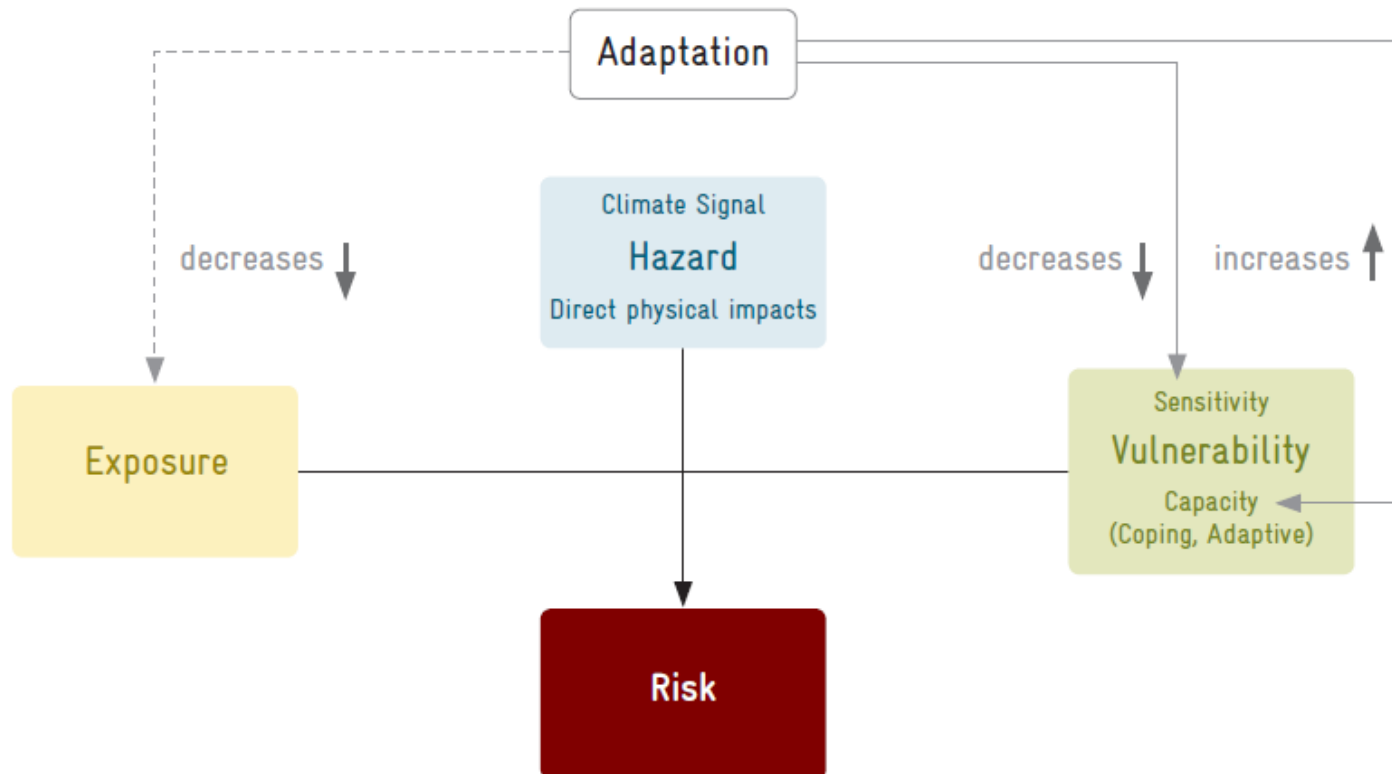 Adaptation
Climate Signal
Hazard
Direct physical impacts
decreases
decreases
increases
Exposure
Sensitivity
Vulnerability
Capacity
(Coping, Adaptive)
Risk